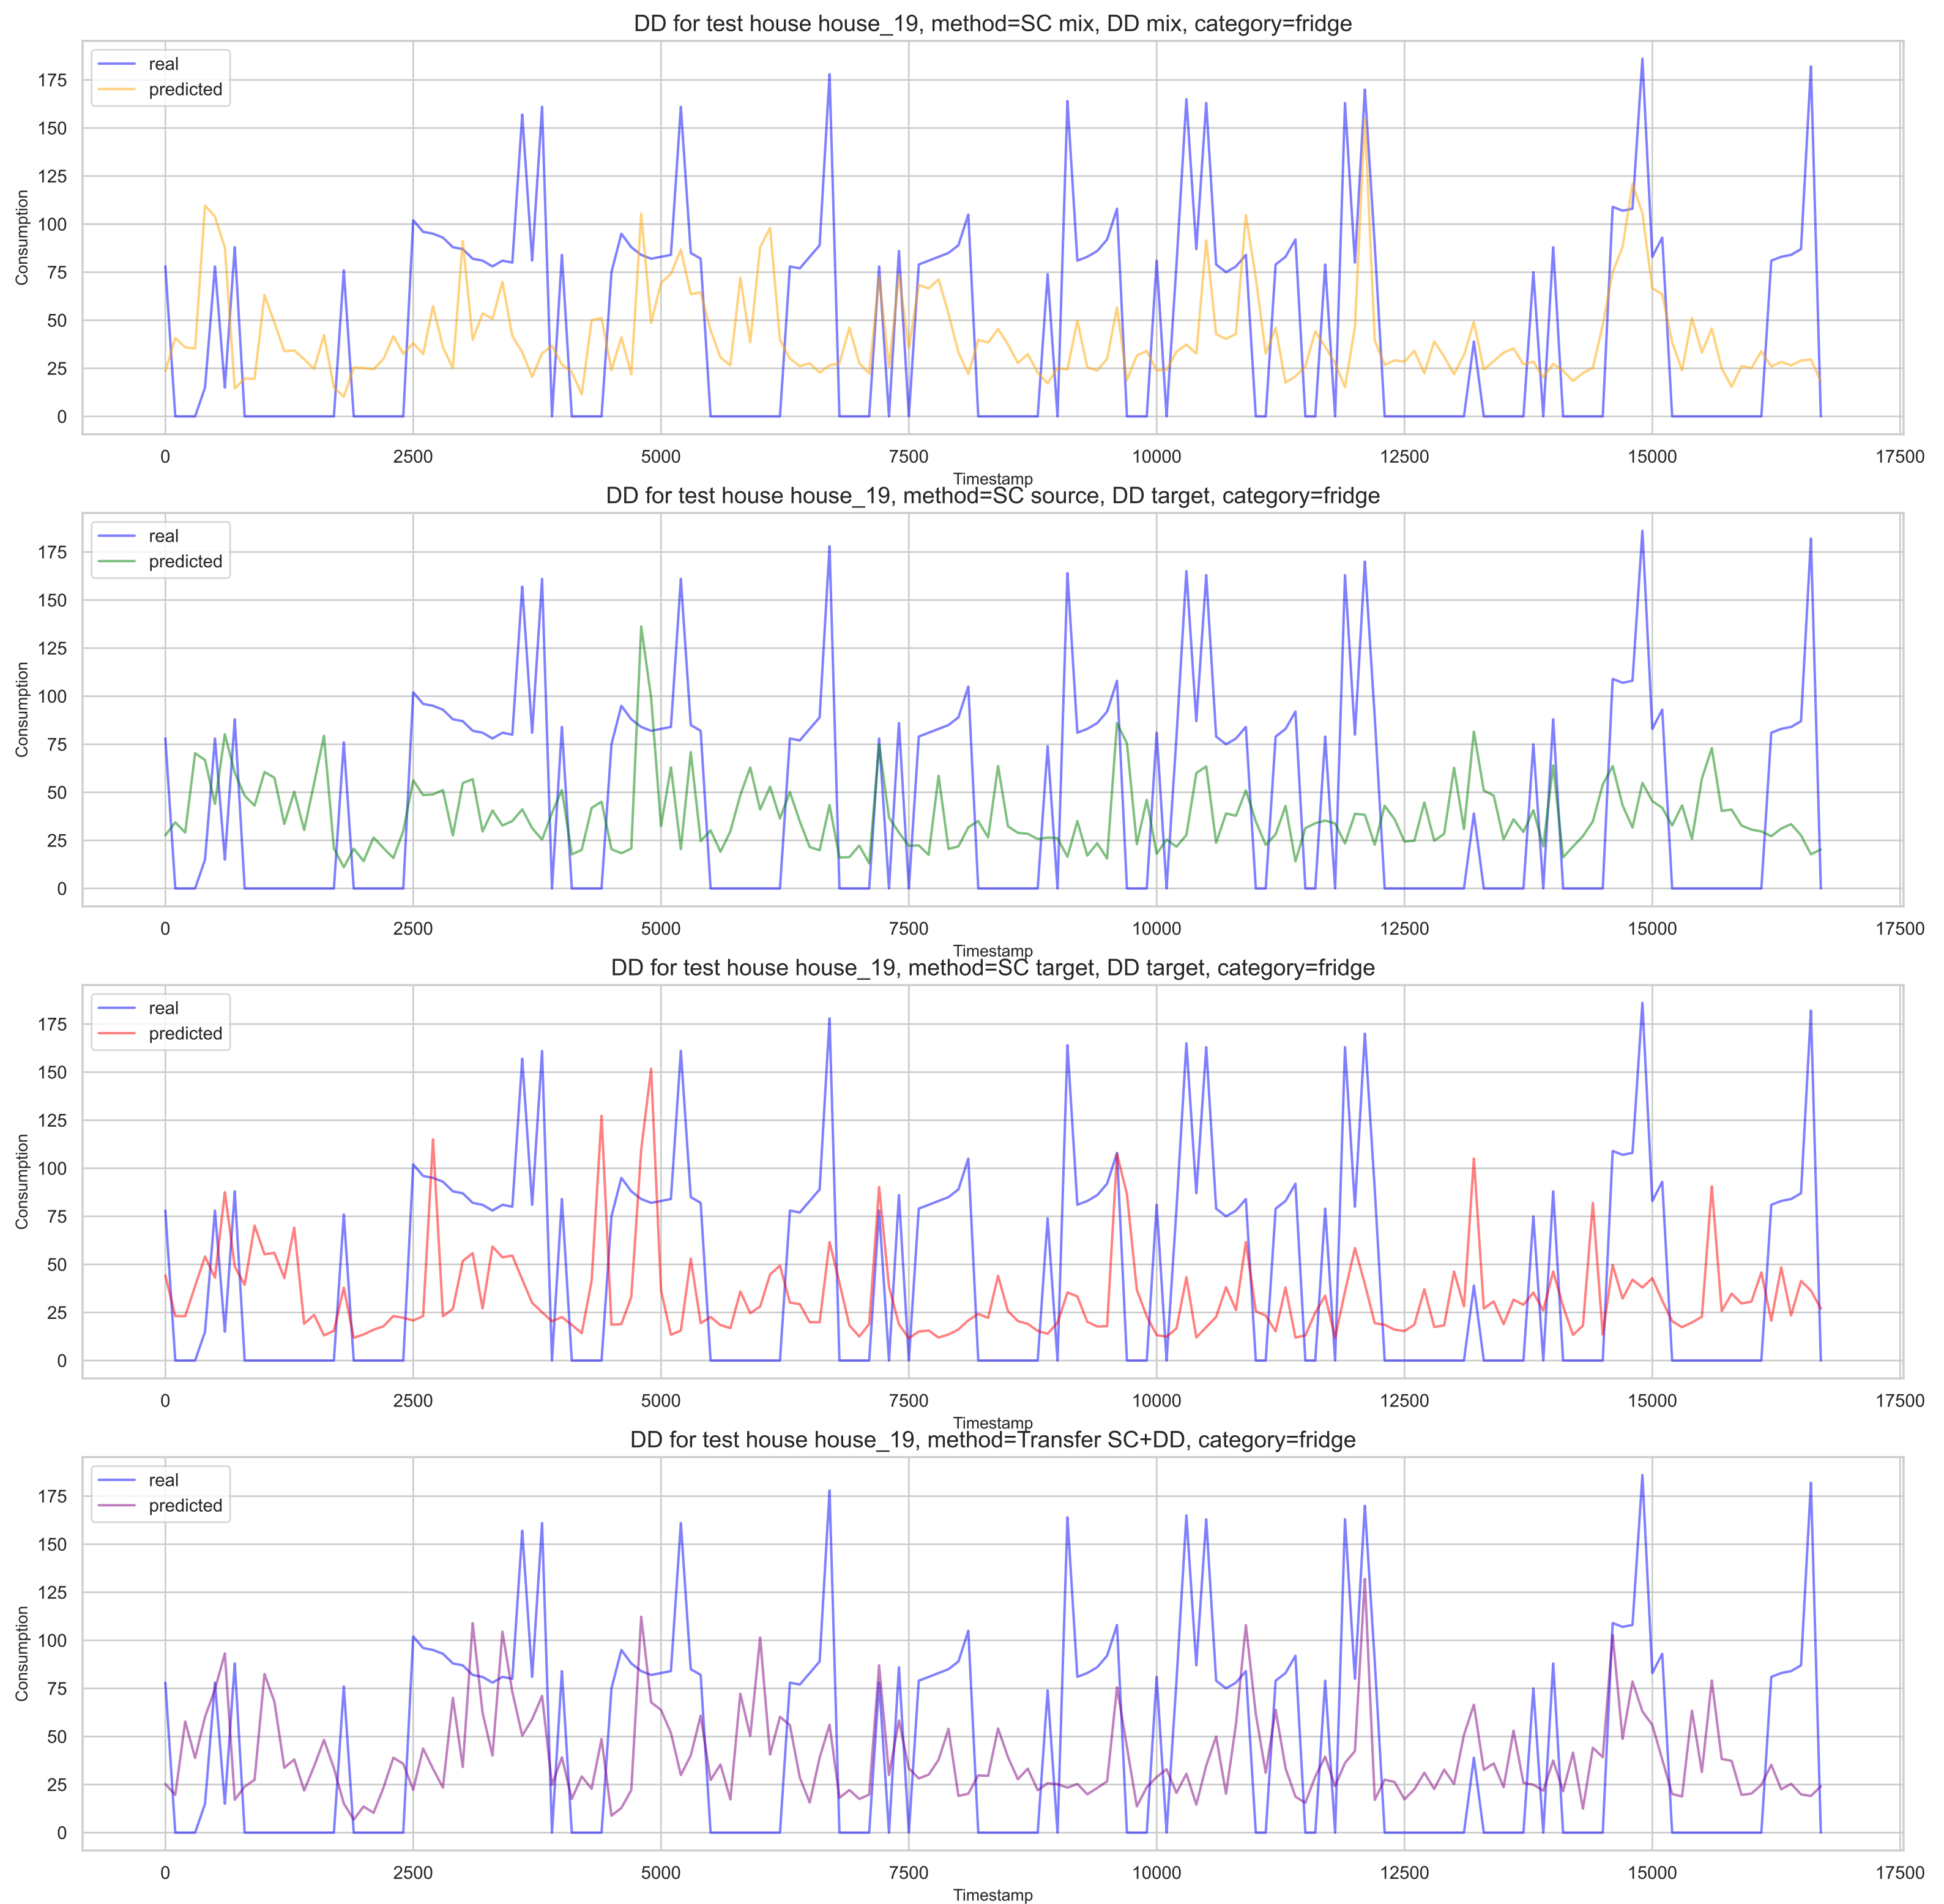 DD for test house house_19, method=SC mix, DD mix, category=fridge
real
predicted
175
150
125
100
75
50
25
0
Consumption
0 2500 5000 7500 10000 12500 15000 17500
Timestamp
DD for test house house_19, method=SC source, DD target, category=fridge
real
predicted
175
150
125
100
75
50
25
0
Consumption
0 2500 5000 7500 10000 12500 15000 17500
Timestamp
DD for test house house_19, method=SC target, DD target, category=fridge
real
predicted
175
150
125
100
75
50
25
0
Consumption
0 2500 5000 7500 10000 12500 15000 17500
Timestamp
DD for test house house_19, method=Transfer SC+DD, category=fridge
real
predicted
175
150
125
100
75
50
25
0
Consumption
0 2500 5000 7500 10000 12500 15000 17500
Timestamp